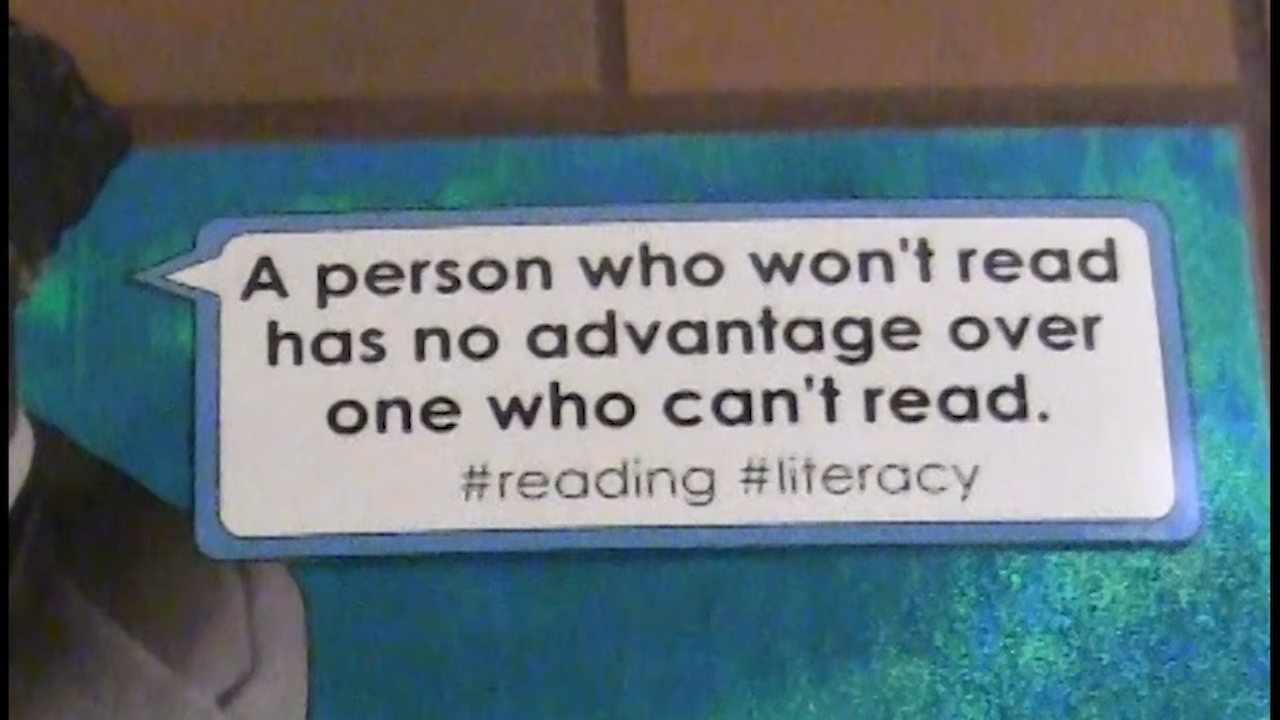 A person who won't read
has no advantage over
one who can't read.
#reading #literacy